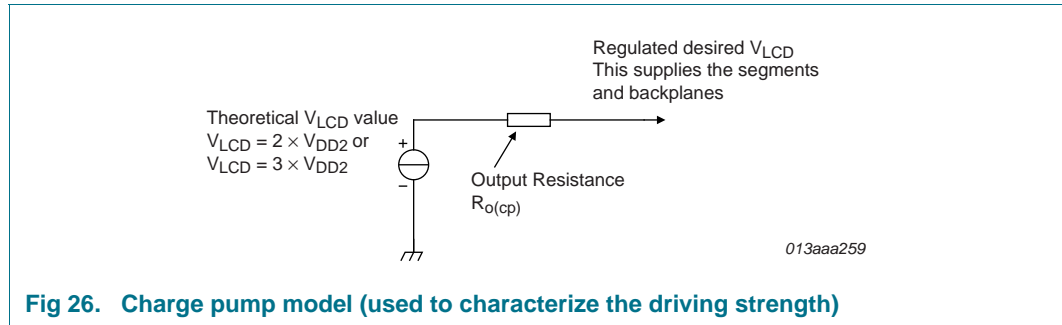 Regulated desired VLCD
This supplies the segments
and backplanes
Theoretical VLCD value
VLCD = 2 × VDD2 or
VLCD = 3 × VDD2
+
−
Output Resistance
Ro(cp)
013aaa259
Fig 26. Charge pump model (used to characterize the driving strength)